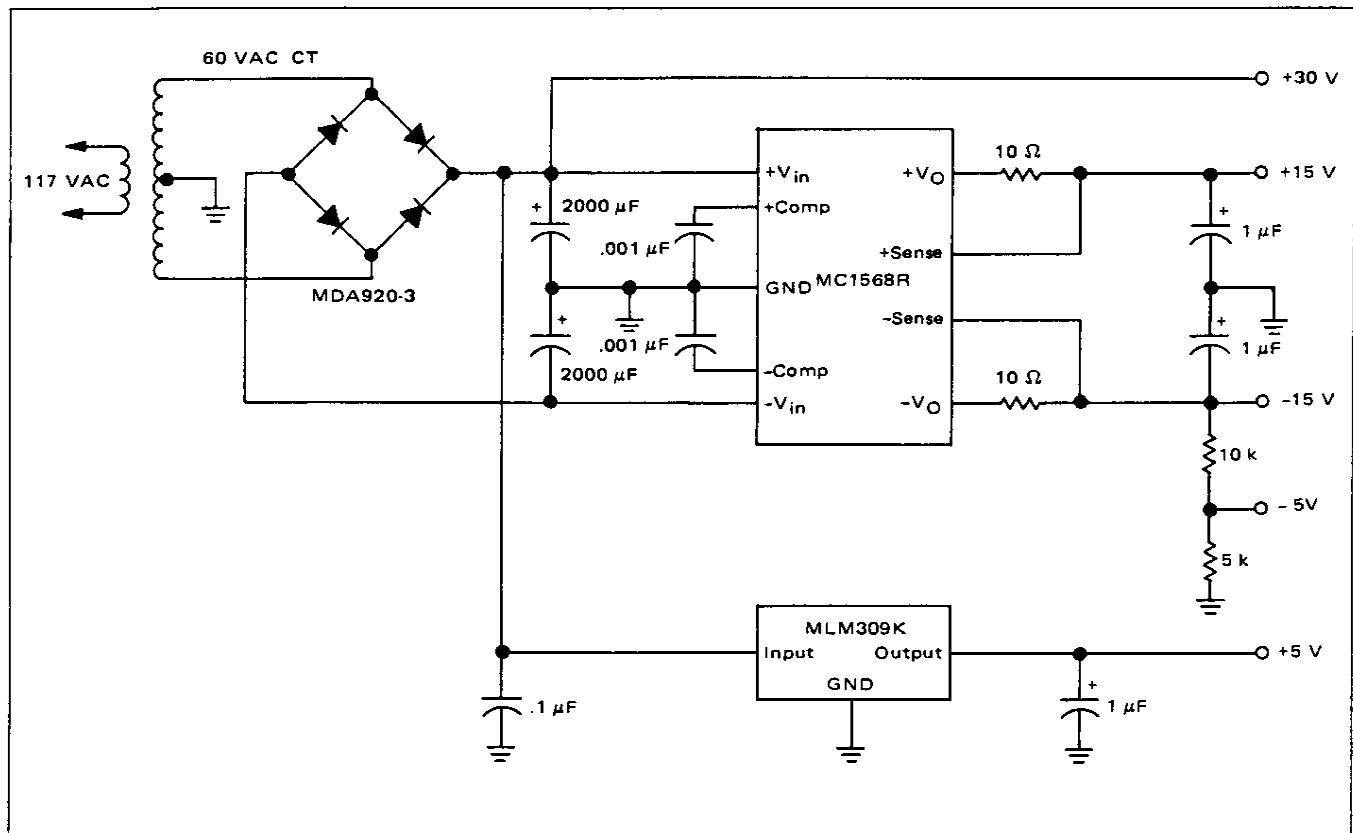 60 VAC CT
+30 V
117 VAC
MDA920-3
+
2000 µF
.001 µF
+
.001 µF
2000 µF
+Vin
+Comp
GND
MC1568R
-Comp
-Vin
+VO
+Sense
-Sense
-VO
10 Ω
+15 V
+
1 µF
+
1 µF
10 Ω
-15 V
10 k
- 5V
5 k
MLM309K
Input
Output
GND
+5 V
.1 µF
+
1 µF